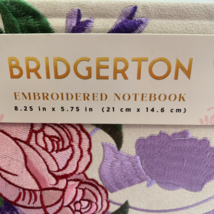 BRIDGERTON
EMBROIDERED NOTEBOOK
8.25 in x 5.75 in (21 cm x 14.6 cm)